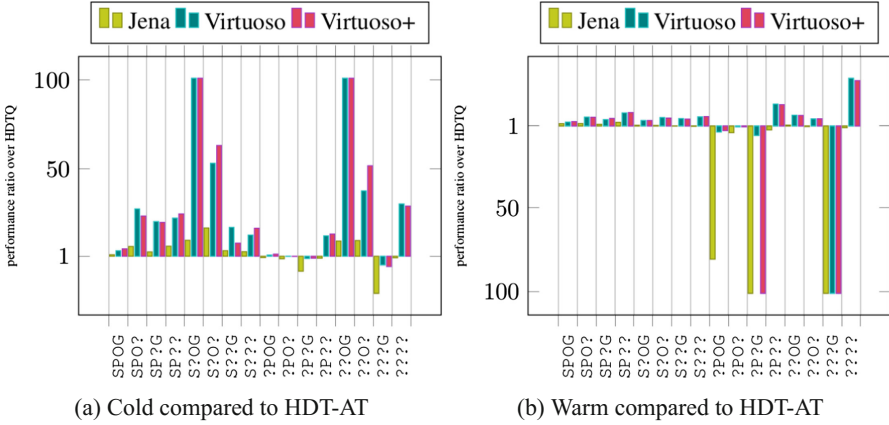 Jena Virtuoso Virtuoso+
performance ratio over HDTQ
100
50
1
SPOG
SPO?
SP?G
SP??
S?OG
S?O?
S??G
S???
?POG
?PO?
?P?G
?P??
??OG
??O?
???G
????
(a) Cold compared to HDT-AT
Jena Virtuoso Virtuoso+
performance ratio over HDTQ
1
50
100
SPOG
SPO?
SP?G
SP??
S?OG
S?O?
S??G
S???
?POG
?PO?
?P?G
?P??
??OG
??O?
???G
????
(b) Warm compared to HDT-AT